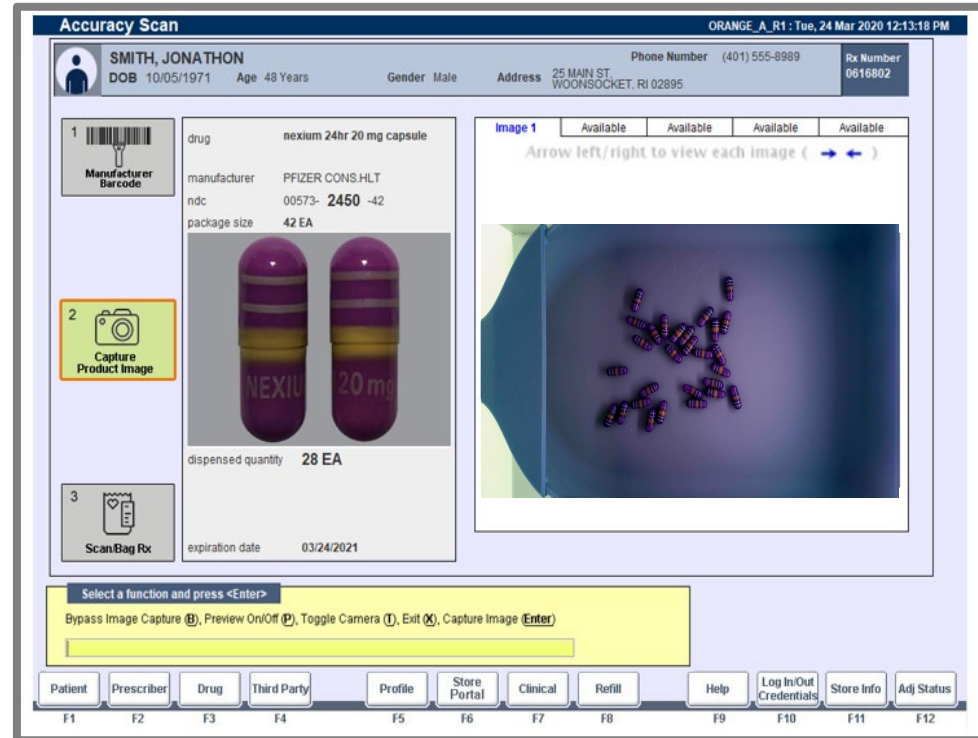 Accuracy Scan
ORANGE_A_R1 : Tue, 24 Mar 2020 12:13:18 PM
SMITH, JONATHON
DOB 10/05/1971 Age 48 Years Gender Male Address 25 MAIN ST, WOONSOCKET, RI 02895
Phone Number (401) 555-8989
Rx Number
0616802
1
Manufacturer
Barcode
drug nexium 24hr 20 mg capsule
manufacturer PFIZER CONS.HLT
ndc 00573- 2450 -42
package size 42 EA
NEXIU 20 mg
dispensed quantity 28 EA
expiration date 03/24/2021
2
Capture
Product Image
3
Scan/Bag Rx
Image 1 Available Available Available Available
Arrow left/right to view each image ( → ← )
Select a function and press <Enter>
Bypass Image Capture (B), Preview On/Off (P), Toggle Camera (T), Exit (X), Capture Image (Enter)
Patient Prescriber Drug Third Party Profile Store Portal Clinical Refill Help Log In/Out Credentials Store Info Adj Status
F1 F2 F3 F4 F5 F6 F7 F8 F9 F10 F11 F12